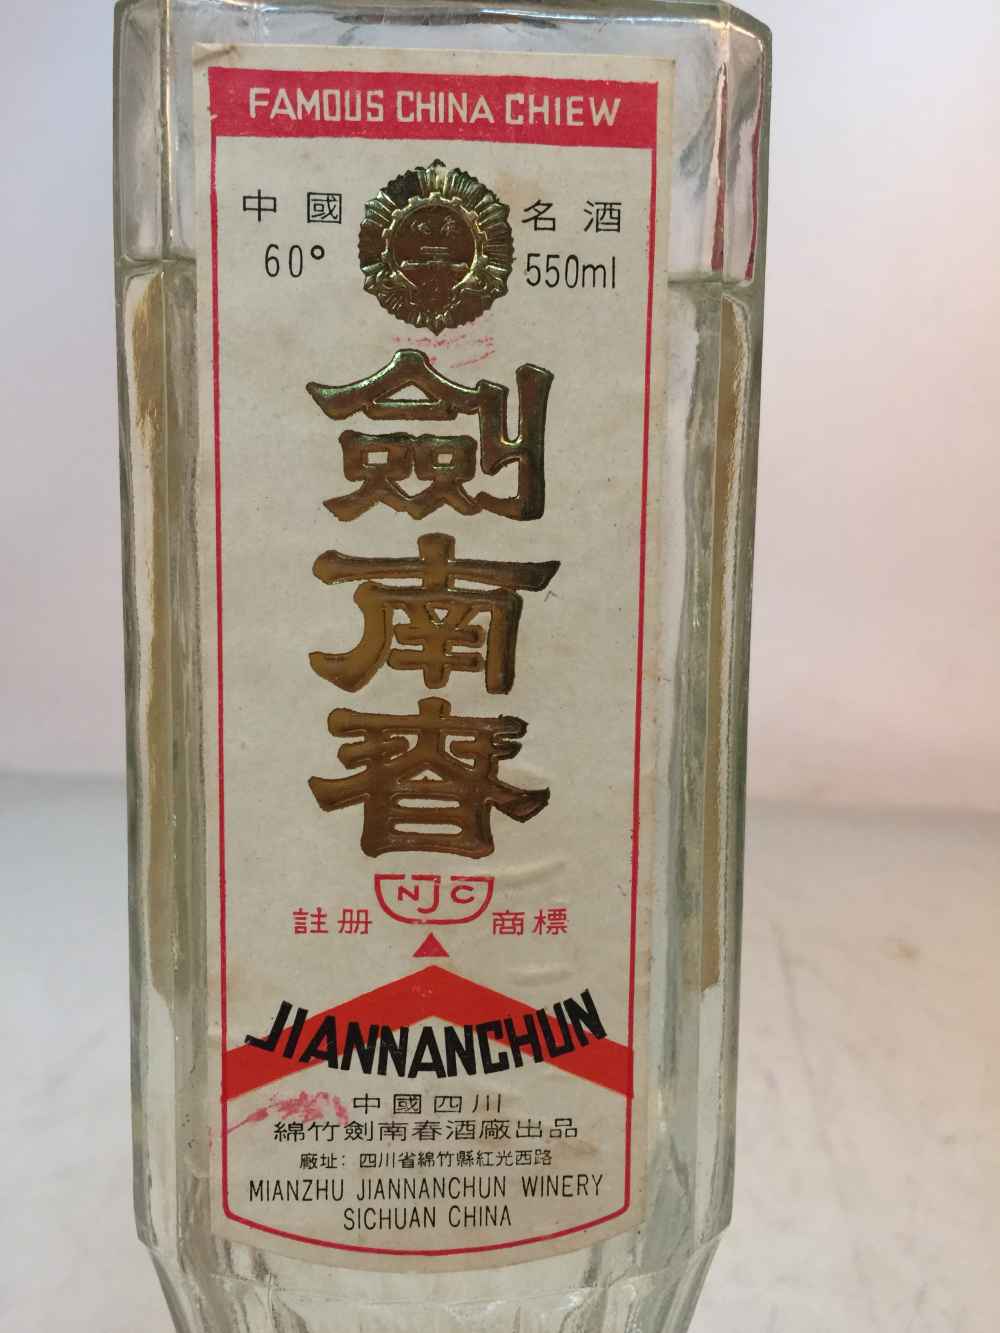 FAMOUS CHINA CHIEW
中國 名酒
60° 550ml
劍南春
NJC
註册 商標
JIANNANCHUN
中國四川
綿竹劍南春酒廠出品
廠址：四川省綿竹縣紅光西路
MIANZHU JIANNANCHUN WINERY
SICHUAN CHINA